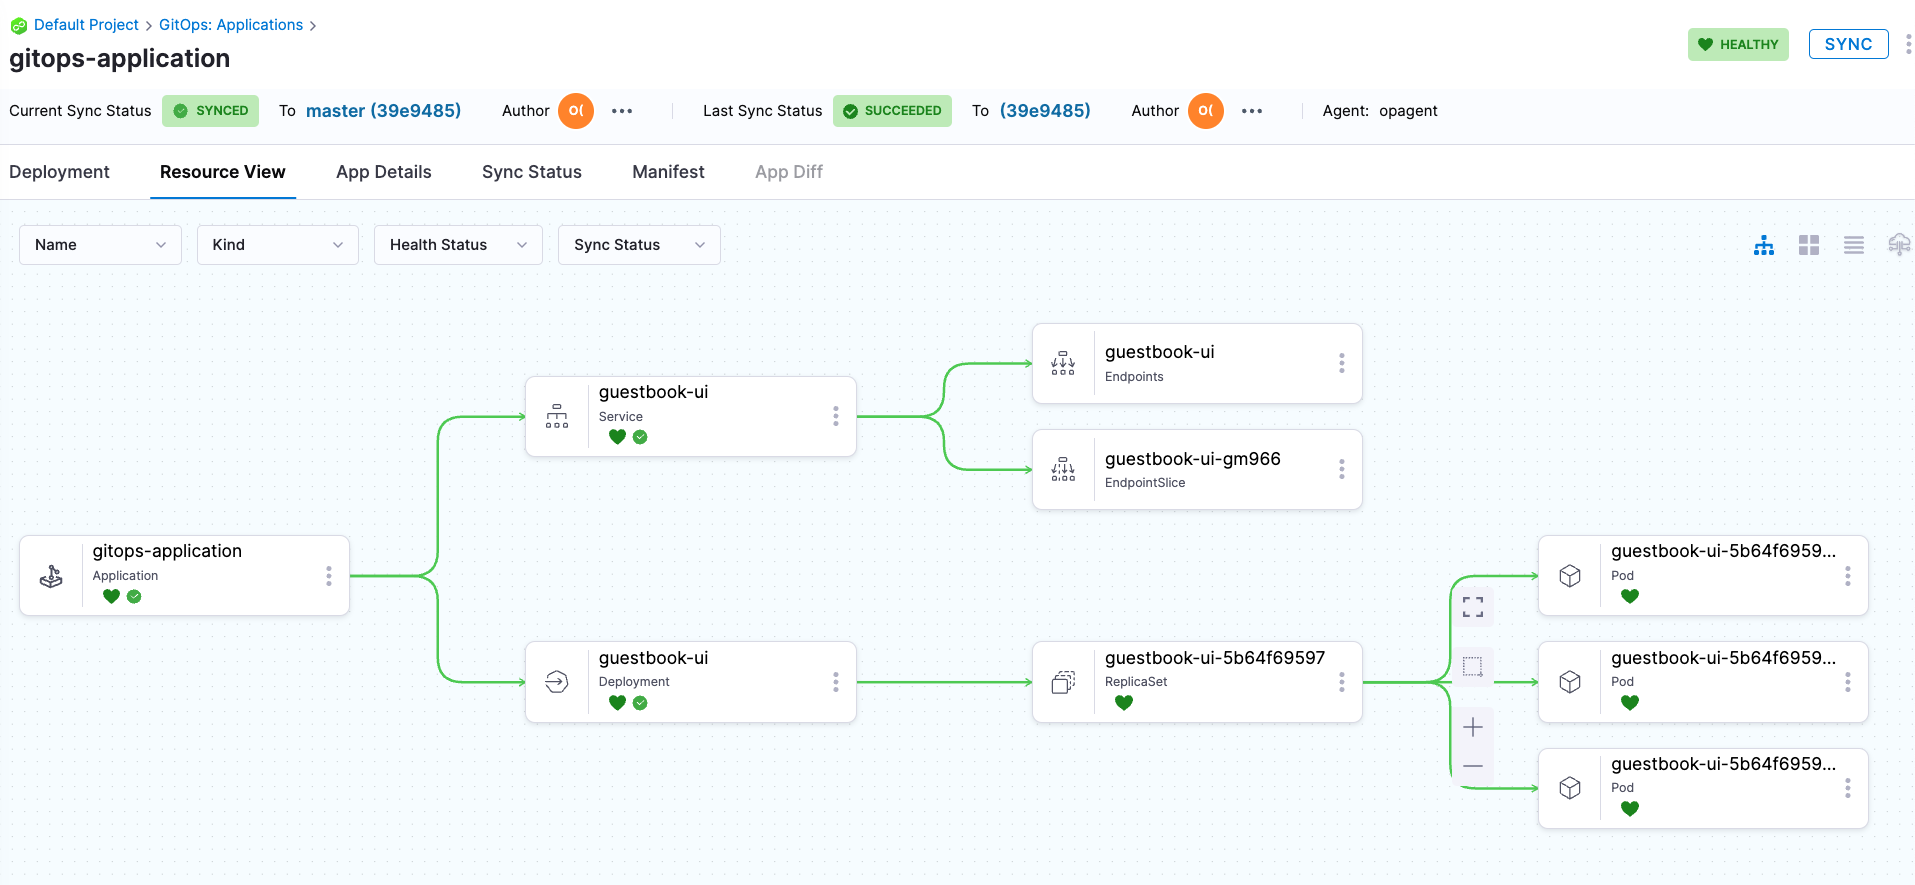 Default Project > GitOps: Applications >
gitops-application
HEALTHY
SYNC
Current Sync Status SYNCED To master (39e9485) Author O( ••• Last Sync Status SUCCEEDED To (39e9485) Author O( ••• Agent: opagent
Deployment Resource View App Details Sync Status Manifest App Diff
Name Kind Health Status Sync Status
guestbook-ui
Endpoints
guestbook-ui
Service
guestbook-ui-gm966
EndpointSlice
gitops-application
Application
guestbook-ui-5b64f6959...
Pod
guestbook-ui
Deployment
guestbook-ui-5b64f69597
ReplicaSet
guestbook-ui-5b64f6959...
Pod
guestbook-ui-5b64f6959...
Pod